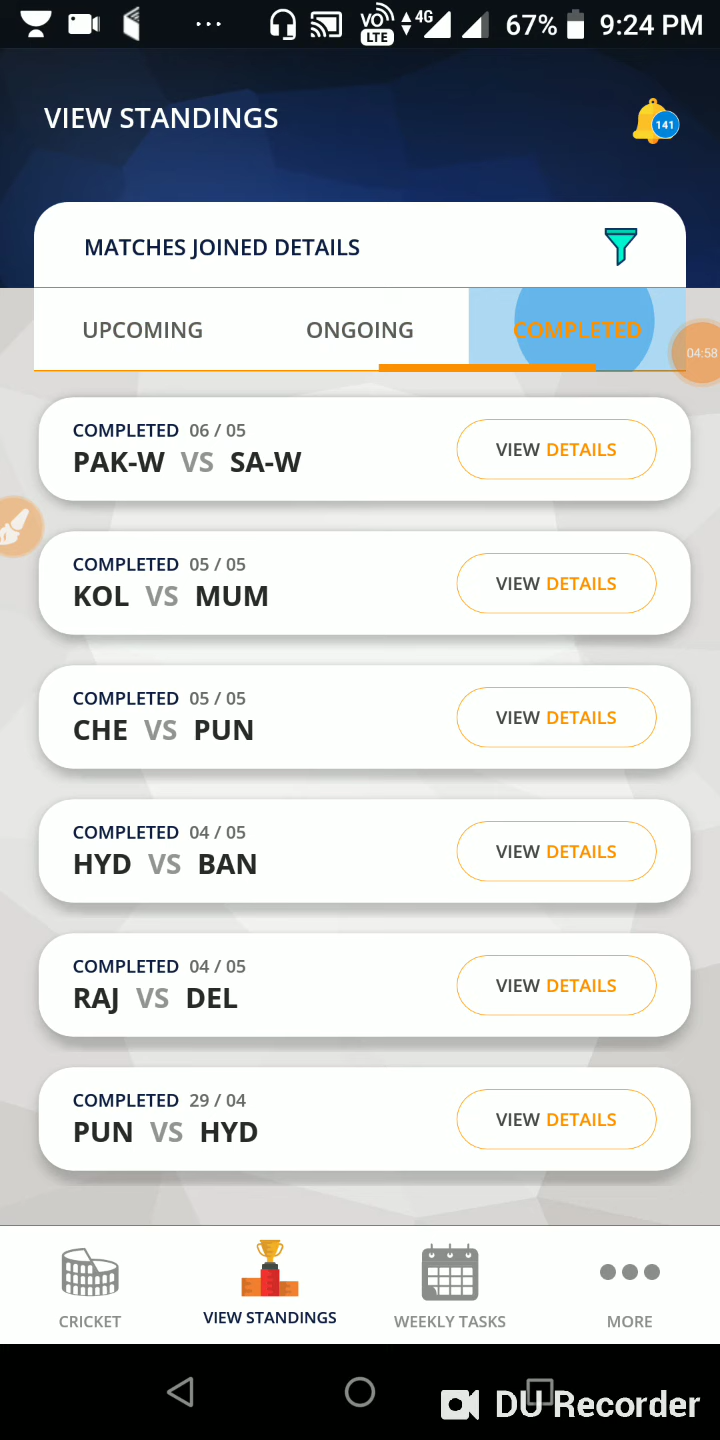 VO LTE 4G 67% 9:24 PM
VIEW STANDINGS
141
MATCHES JOINED DETAILS
UPCOMING ONGOING COMPLETED
04:58
COMPLETED 06 / 05
PAK-W VS SA-W
VIEW DETAILS
COMPLETED 05 / 05
KOL VS MUM
VIEW DETAILS
COMPLETED 05 / 05
CHE VS PUN
VIEW DETAILS
COMPLETED 04 / 05
HYD VS BAN
VIEW DETAILS
COMPLETED 04 / 05
RAJ VS DEL
VIEW DETAILS
COMPLETED 29 / 04
PUN VS HYD
VIEW DETAILS
CRICKET VIEW STANDINGS WEEKLY TASKS MORE
DU Recorder